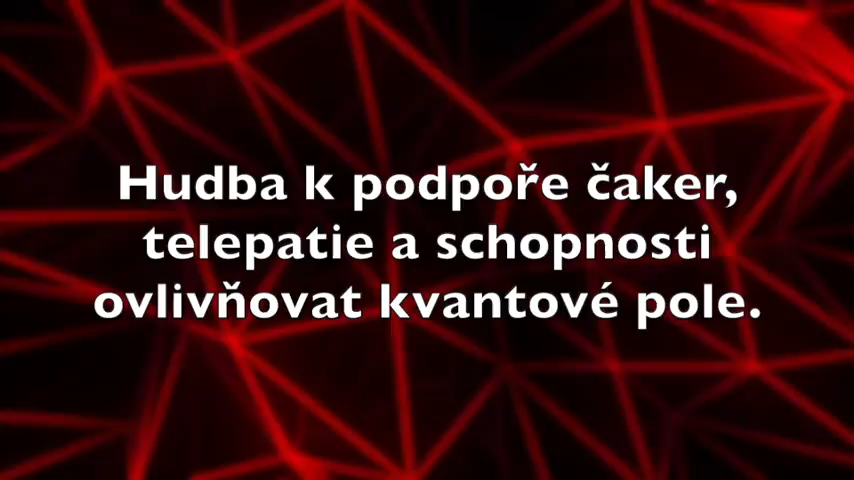 Hudba k podpoře čaker,
telepatie a schopnosti
ovlivňovat kvantové pole.